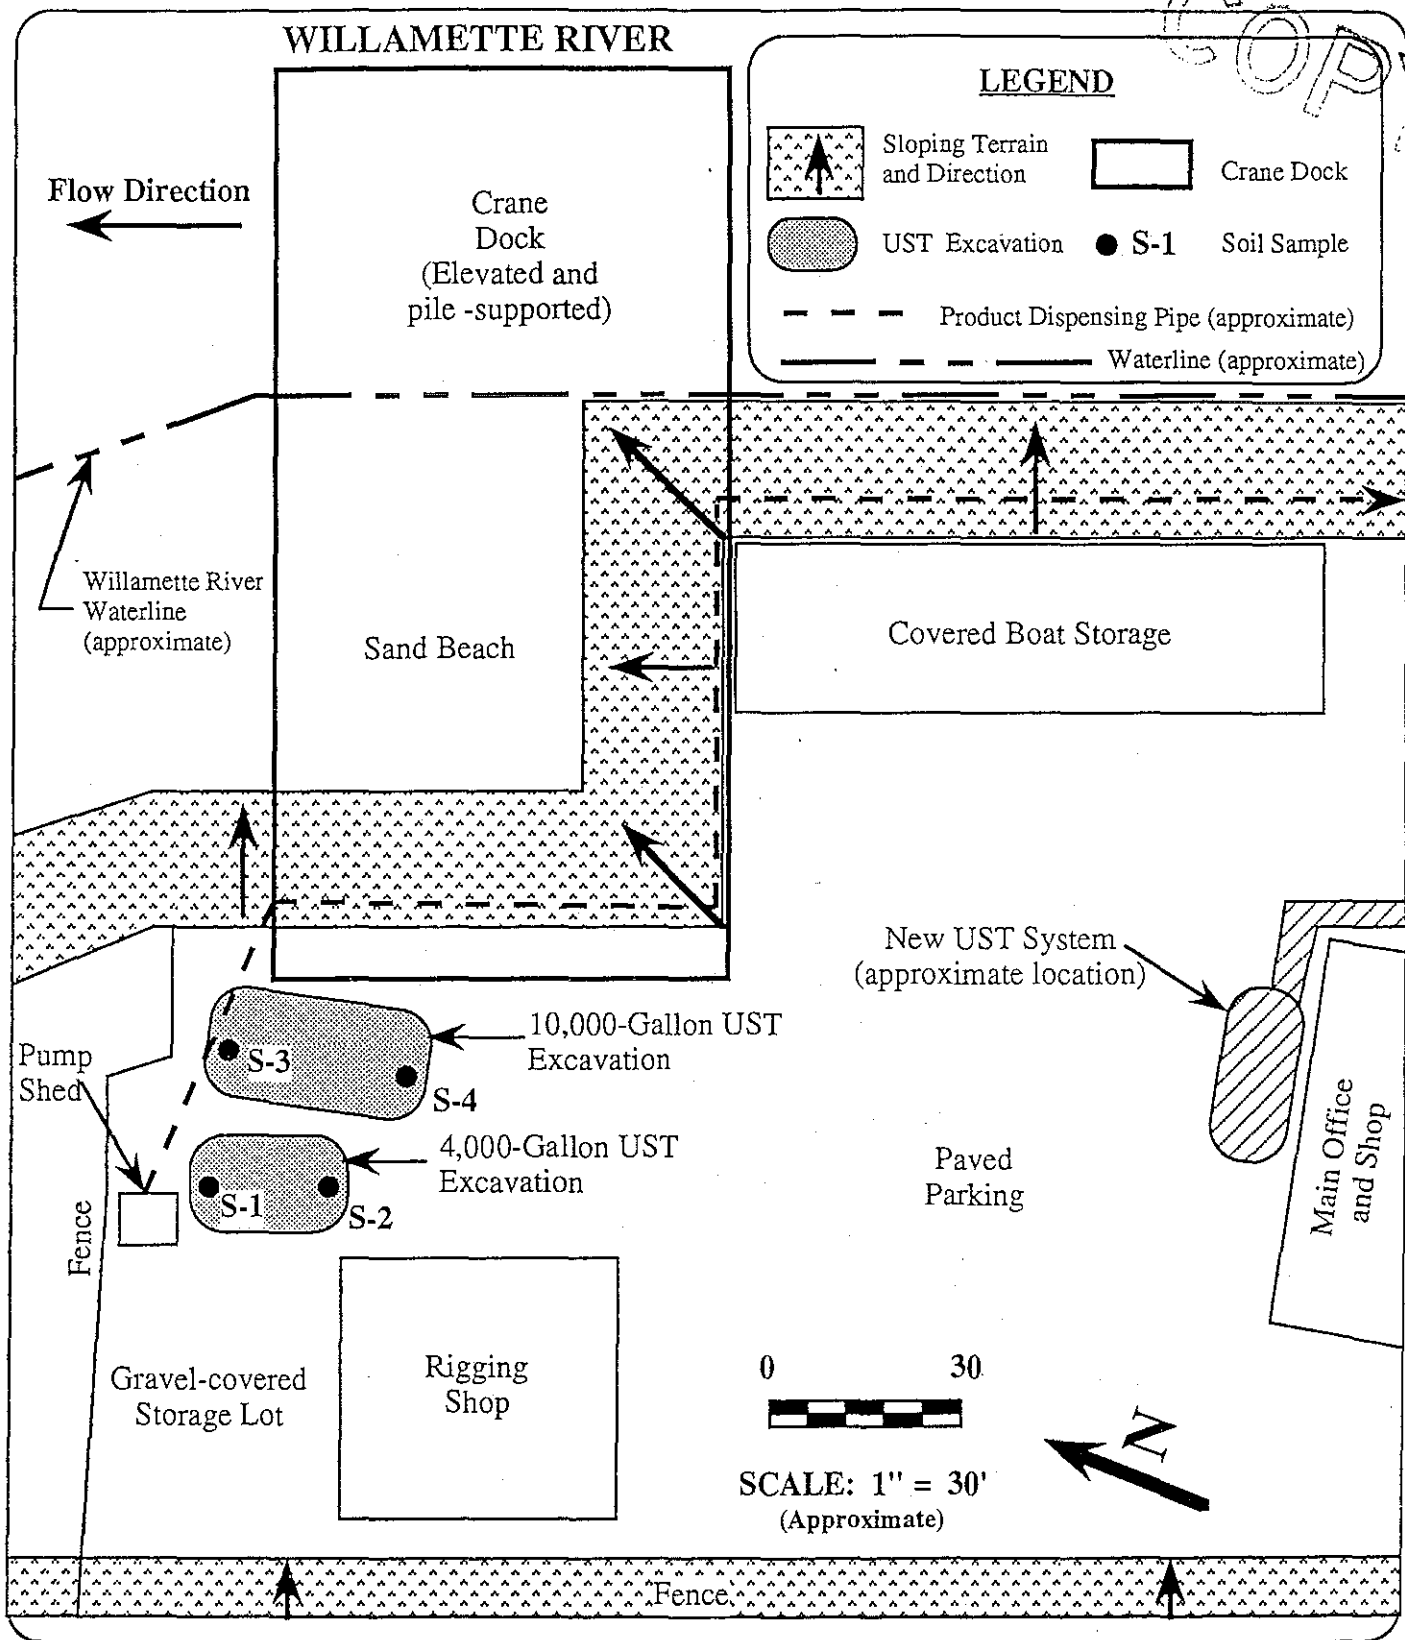 COPY
WILLAMETTE RIVER
LEGEND
Sloping Terrain
and Direction
Crane Dock
UST Excavation
S-1
Soil Sample
Product Dispensing Pipe (approximate)
Waterline (approximate)
Flow Direction
Crane
Dock
(Elevated and
pile -supported)
Willamette River
Waterline
(approximate)
Sand Beach
Covered Boat Storage
New UST System
(approximate location)
10,000-Gallon UST
Excavation
Pump
Shed
S-3
S-4
4,000-Gallon UST
Excavation
S-1
S-2
Fence
Paved
Parking
Main Office
and Shop
Gravel-covered
Storage Lot
Rigging
Shop
0 30
N
SCALE: 1" = 30'
(Approximate)
Fence